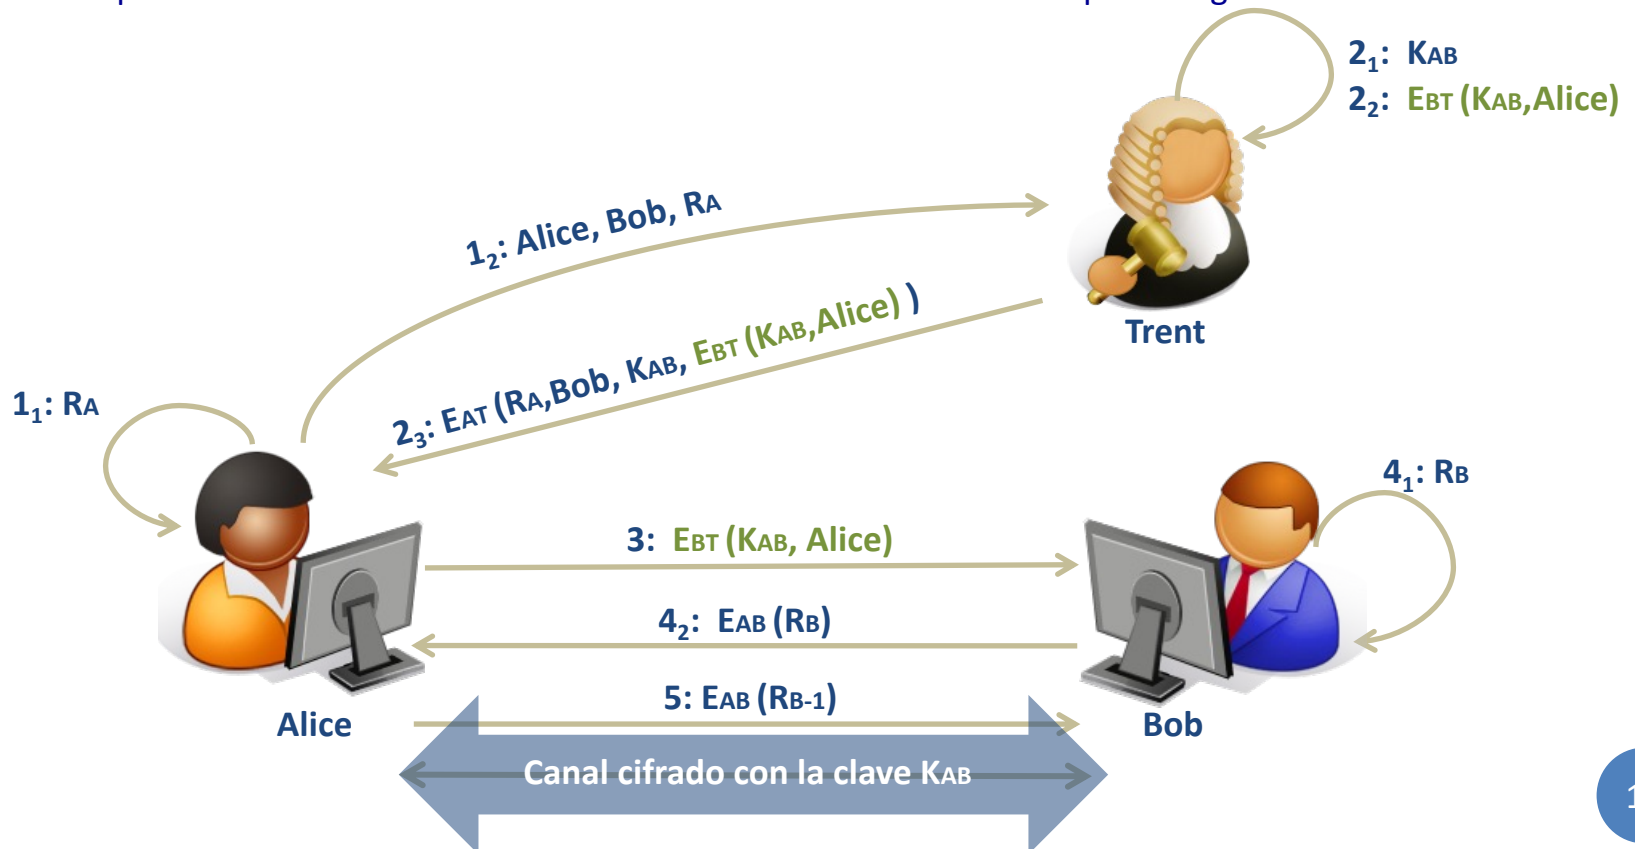 2₁: KAB
2₂: EBT (KAB,Alice)
1₂: Alice, Bob, RA
2₃: EAT (RA,Bob, KAB, EBT (KAB,Alice) )
Trent
1₁: RA
4₁: RB
3: EBT (KAB, Alice)
4₂: EAB (RB)
5: EAB (RB-1)
Alice
Bob
Canal cifrado con la clave KAB